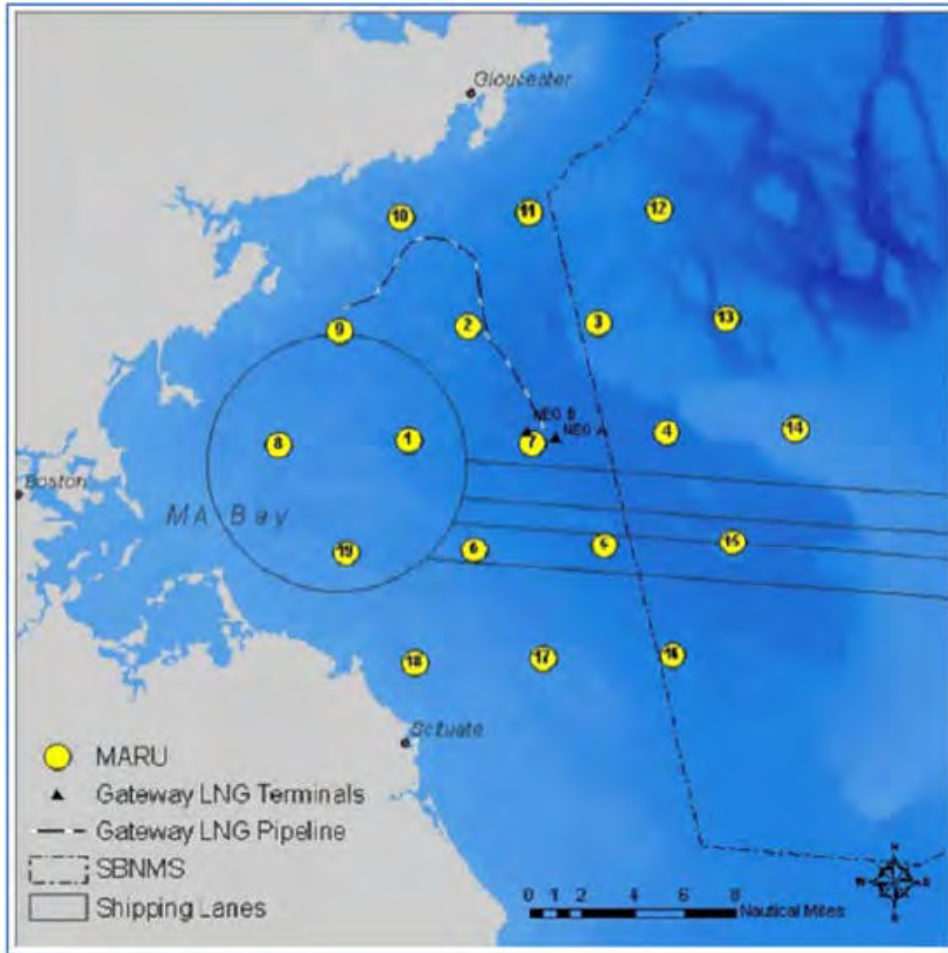 Gloucester
10
11
12
9
2
3
13
NEG B
8
1
7
NEG A
4
14
Boston
MA Bay
19
6
5
15
18
17
16
Scituate
MARU
Gateway LNG Terminals
Gateway LNG Pipeline
SBNMS
Shipping Lanes
0 1 2 4 6 8
Nautical Miles
N
W E
S